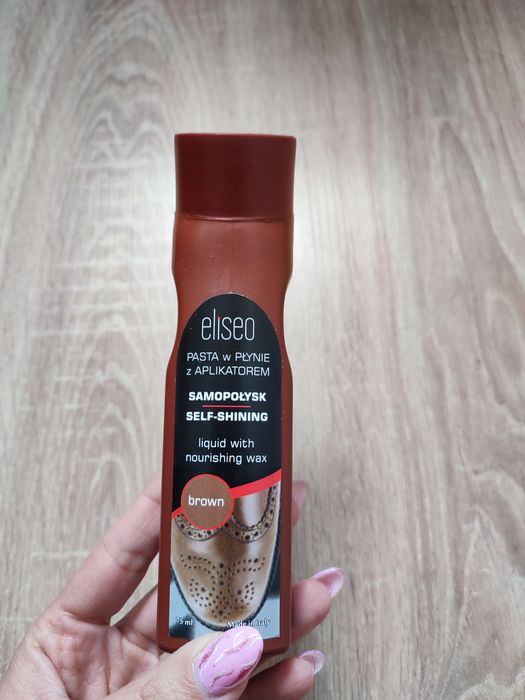 eliseo
PASTA w PŁYNIE
z APLIKATOREM
SAMOPOŁYSK
SELF-SHINING
liquid with
nourishing wax
brown
75 ml.
Made in Italy